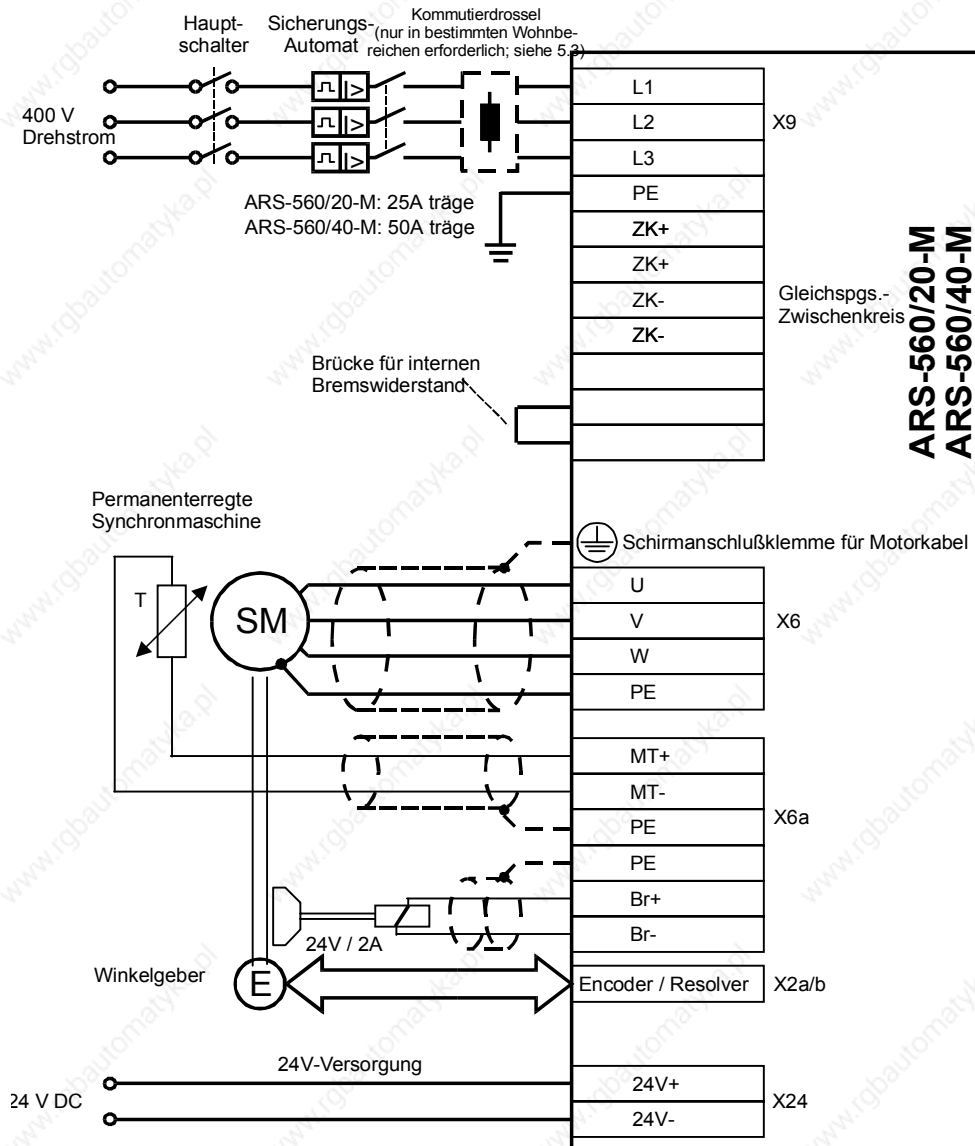 Haupt-
schalter
Sicherungs-
Automat
Kommutierdrossel
(nur in bestimmten Wohnbe-
reichen erforderlich; siehe 5.3)
400 V
Drehstrom
L1
L2
L3
PE
ZK+
ZK+
ZK-
ZK-
X9
ARS-560/20-M: 25A träge
ARS-560/40-M: 50A träge
Gleichspgs.-
Zwischenkreis
ARS-560/20-M
ARS-560/40-M
Brücke für internen
Bremswiderstand
Permanenterregte
Synchronmaschine
Schirmanschlußklemme für Motorkabel
T
SM
U
V
W
PE
X6
MT+
MT-
PE
PE
Br+
Br-
X6a
24V / 2A
Winkelgeber
E
Encoder / Resolver
X2a/b
24V-Versorgung
24 V DC
24V+
24V-
X24
www.rgbautomatyka.pl